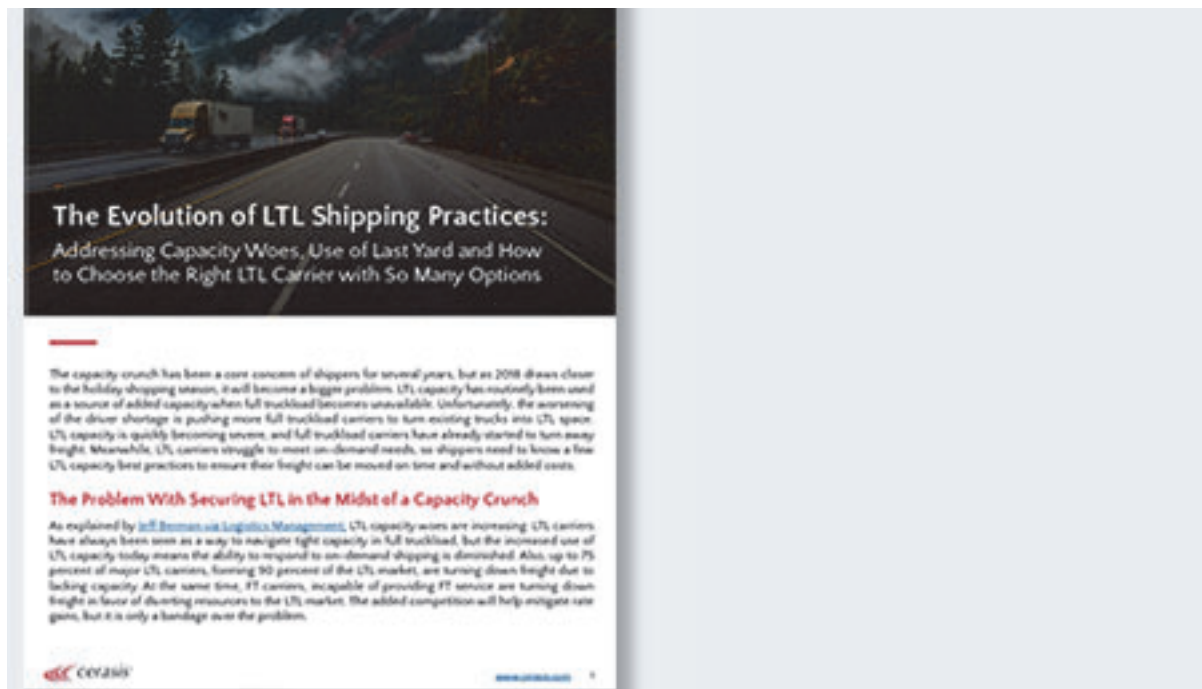 The Evolution of LTL Shipping Practices:
Addressing Capacity Woes, Use of Last Yard and How
to Choose the Right LTL Carrier with So Many Options
The capacity crunch has been a core concern of shippers for several years, but as 2018 draws closer
to the holiday shopping season, it will become a bigger problem. LTL capacity has routinely been used
as a source of added capacity when full truckload becomes unavailable. Unfortunately, the worsening
of the driver shortage is pushing more full truckload carriers to turn existing trucks into LTL space.
LTL capacity is quickly becoming severe, and full truckload carriers have already started to turn away
freight. Meanwhile, LTL carriers struggle to meet on-demand needs, so shippers need to know a few
LTL capacity best practices to ensure their freight can be moved on time and without added costs.
The Problem With Securing LTL in the Midst of a Capacity Crunch
As explained by Jeff Berman via Logistics Management, LTL capacity woes are increasing. LTL carriers
have always been seen as a way to navigate tight capacity in full truckload, but the increased use of
LTL capacity today means the ability to respond to on-demand shipping is diminished. Also, up to 75
percent of major LTL carriers, forming 90 percent of the LTL market, are turning down freight due to
lacking capacity. At the same time, FT carriers, incapable of providing FT service are turning down
freight in favor of diverting resources to the LTL market. The added competition will help mitigate rate
gains, but it is only a bandage over the problem.
cerasis
www.cerasis.com